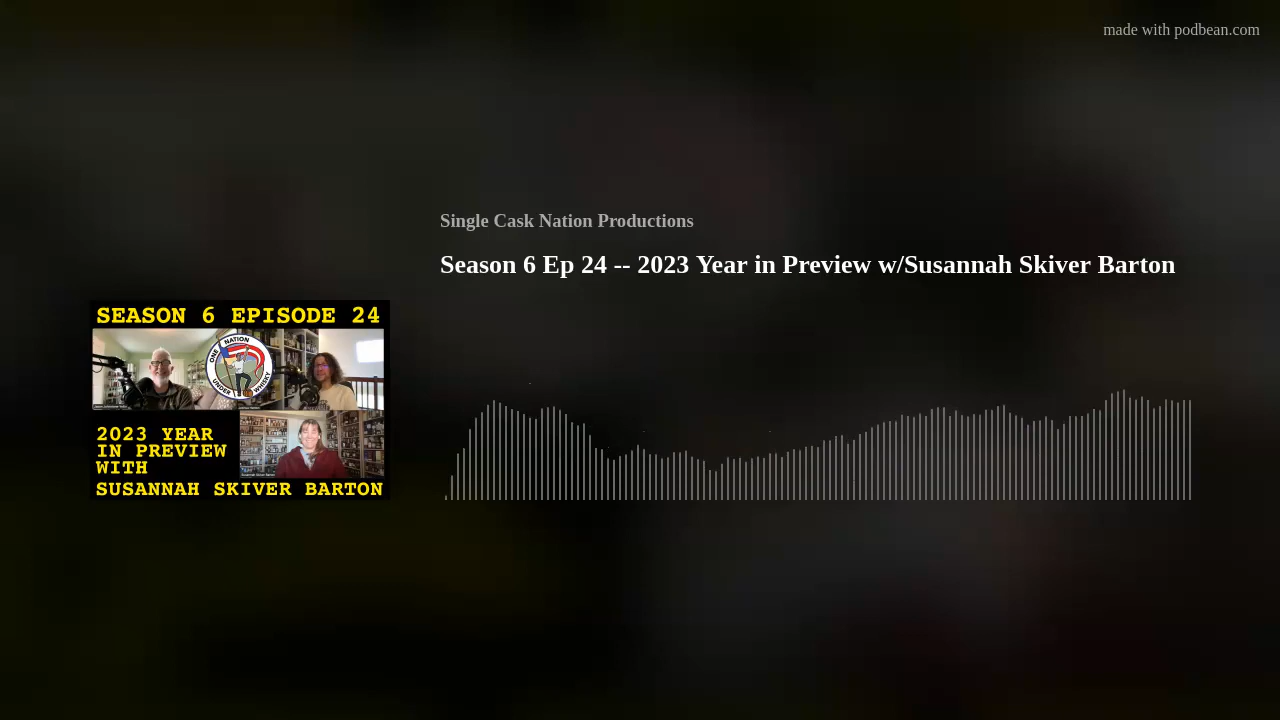 made with podbean.com
Single Cask Nation Productions
Season 6 Ep 24 -- 2023 Year in Preview w/Susannah Skiver Barton
SEASON 6 EPISODE 24
ONE NATION
UNDER WHISKY
2023 YEAR
IN PREVIEW
WITH
SUSANNAH SKIVER BARTON